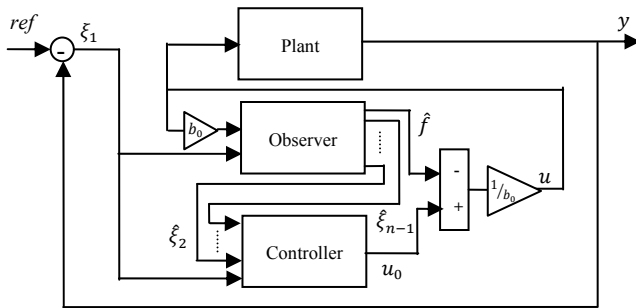 ref
-
ξ₁
Plant
y
b₀
Observer
f̂
ξ̂₂
ξ̂ₙ₋₁
-
+
1/b₀
u
Controller
u₀